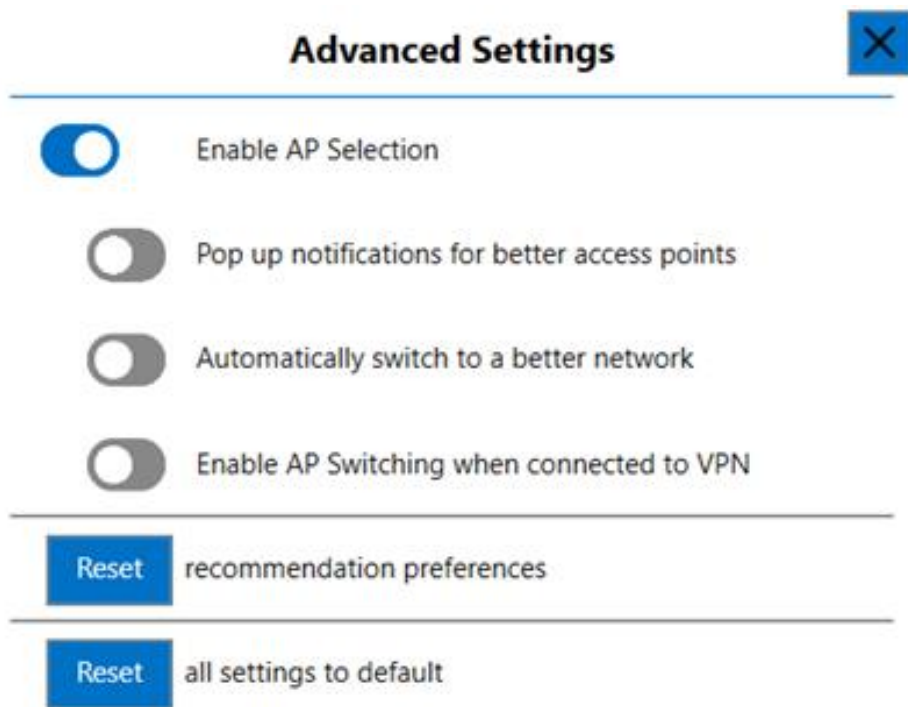 Advanced Settings
Enable AP Selection
Pop up notifications for better access points
Automatically switch to a better network
Enable AP Switching when connected to VPN
Reset recommendation preferences
Reset all settings to default